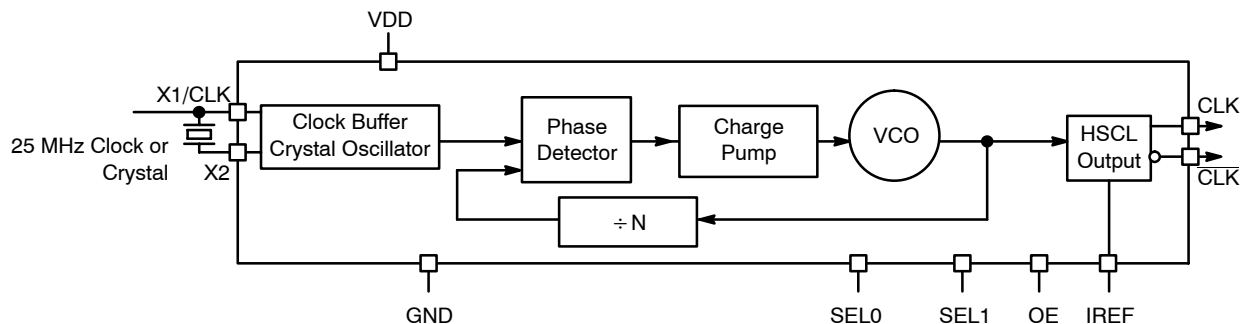 VDD
X1/CLK
25 MHz Clock or
Crystal
X2
Clock Buffer
Crystal Oscillator
Phase
Detector
Charge
Pump
VCO
÷N
HSCL
Output
CLK
CLK
GND
SEL0
SEL1
OE
IREF